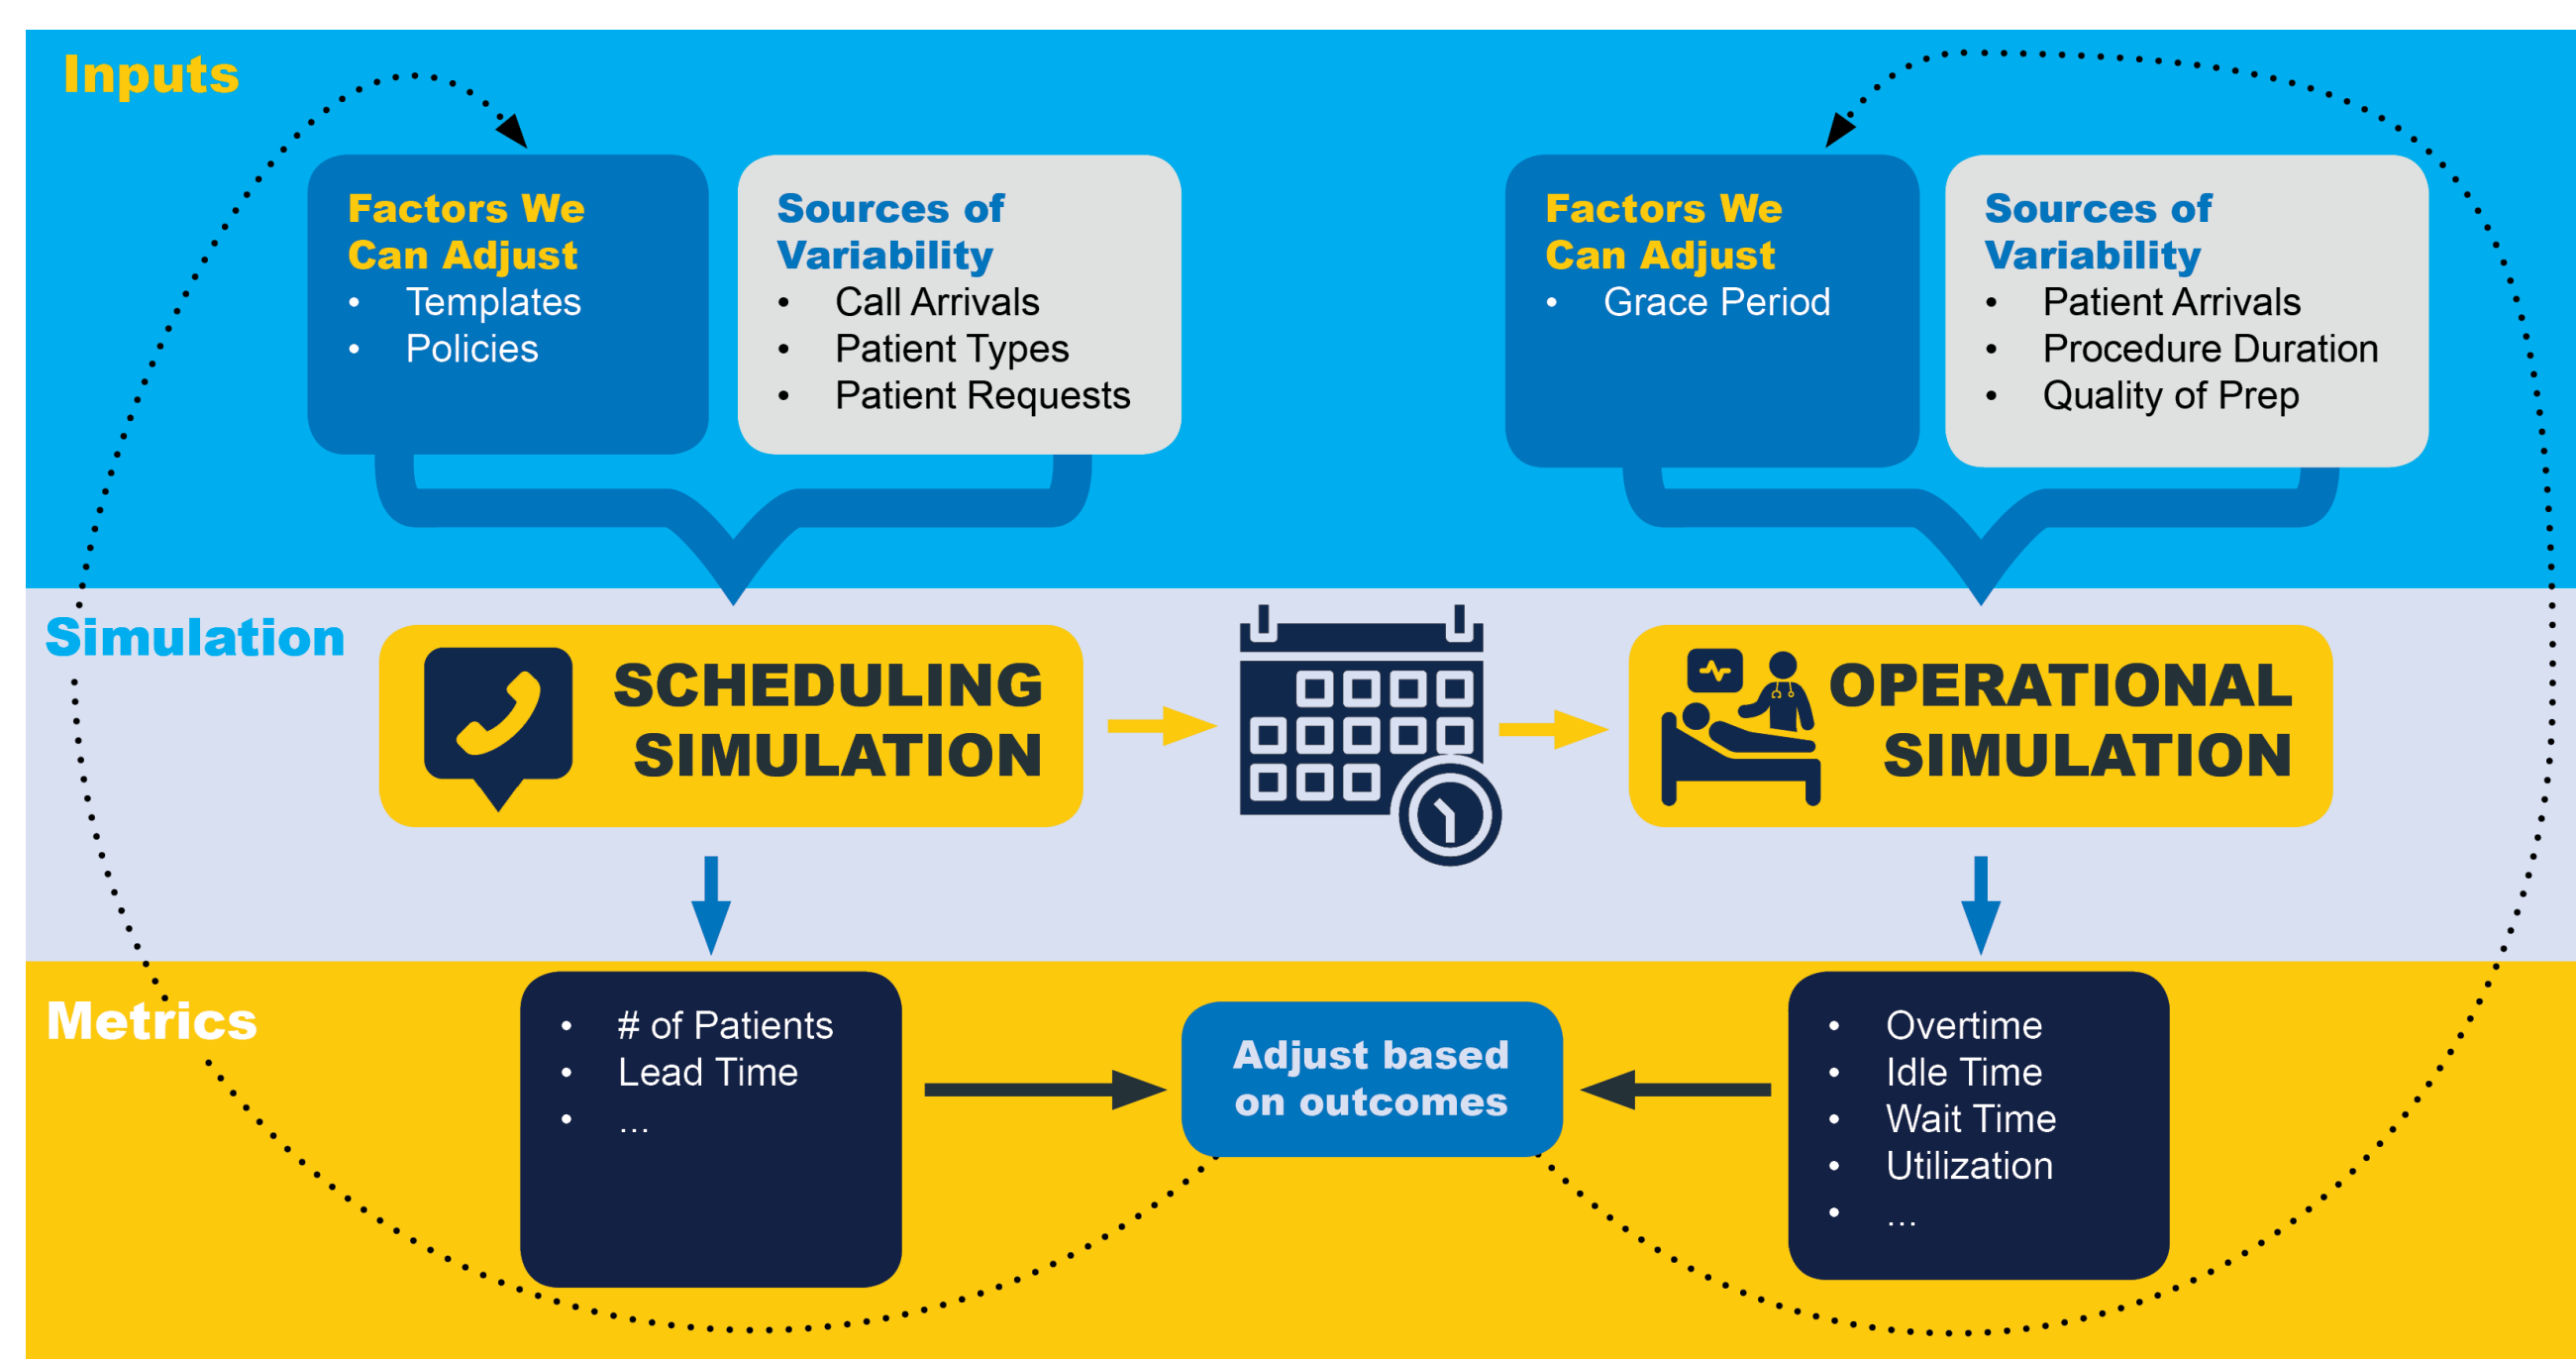 Inputs
Factors We
Can Adjust
• Templates
• Policies
Sources of
Variability
• Call Arrivals
• Patient Types
• Patient Requests
Factors We
Can Adjust
• Grace Period
Sources of
Variability
• Patient Arrivals
• Procedure Duration
• Quality of Prep
Simulation
SCHEDULING
SIMULATION
OPERATIONAL
SIMULATION
Metrics
• # of Patients
• Lead Time
• ...
Adjust based
on outcomes
• Overtime
• Idle Time
• Wait Time
• Utilization
• ...